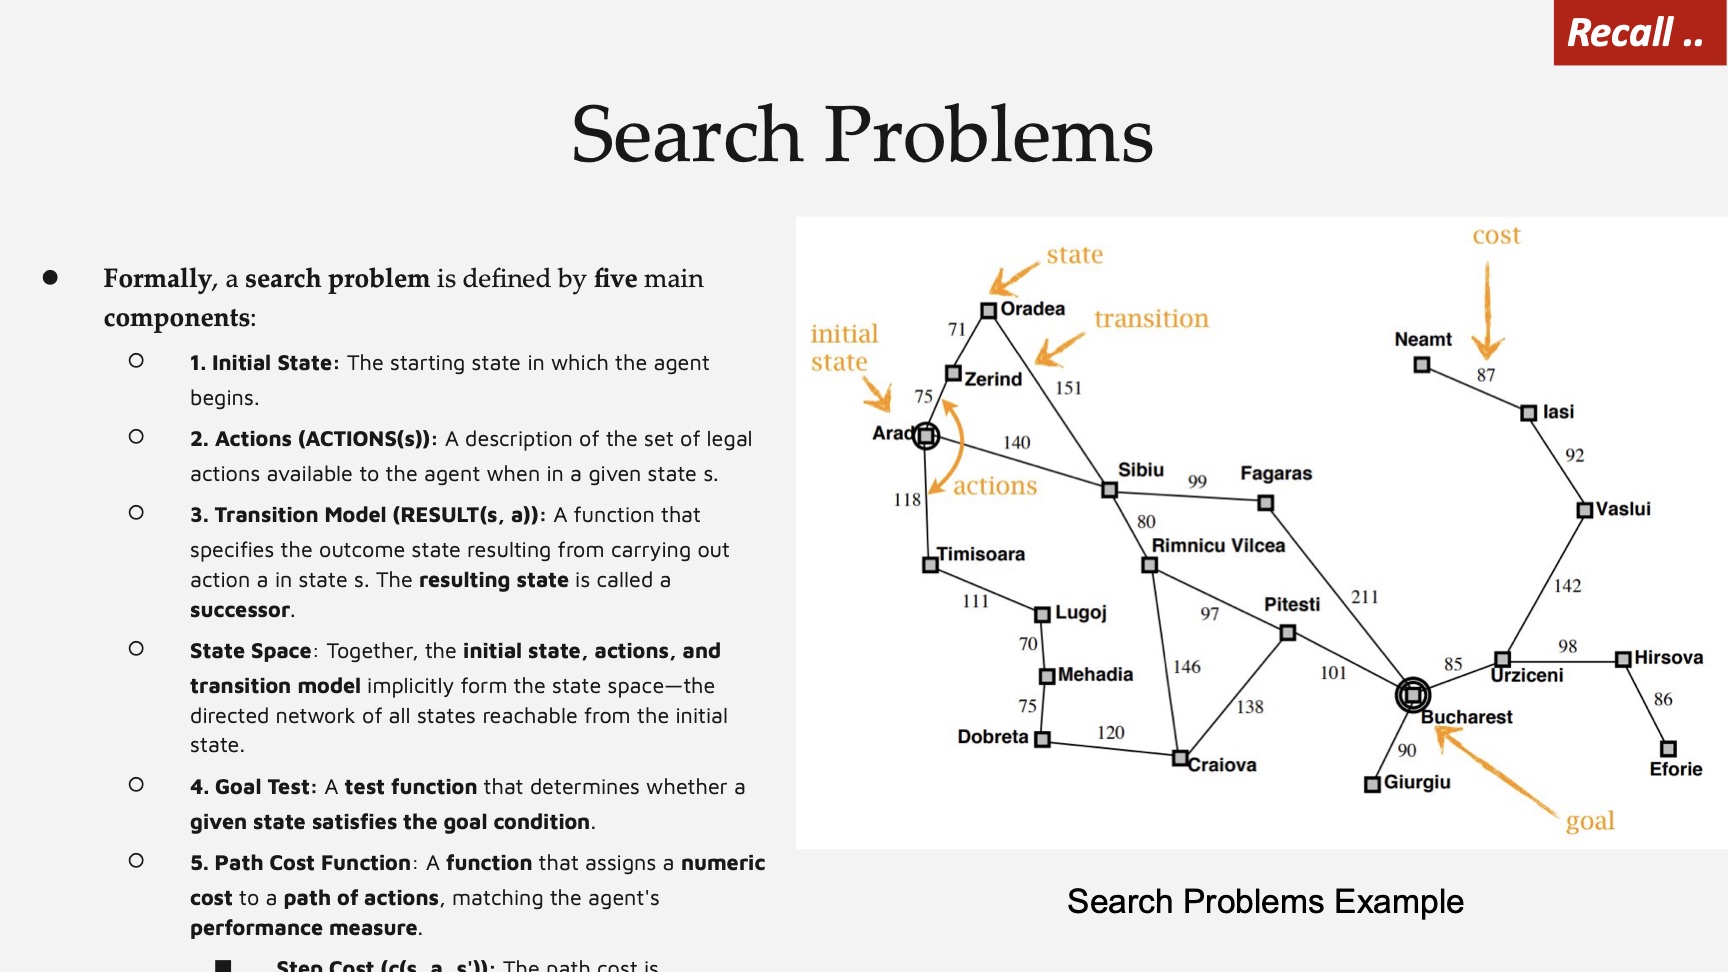 Recall ..
Search Problems
● Formally, a search problem is defined by five main
components:
○ 1. Initial State: The starting state in which the agent
begins.
○ 2. Actions (ACTIONS(s)): A description of the set of legal
actions available to the agent when in a given state s.
○ 3. Transition Model (RESULT(s, a)): A function that
specifies the outcome state resulting from carrying out
action a in state s. The resulting state is called a
successor.
○ State Space: Together, the initial state, actions, and
transition model implicitly form the state space—the
directed network of all states reachable from the initial
state.
○ 4. Goal Test: A test function that determines whether a
given state satisfies the goal condition.
○ 5. Path Cost Function: A function that assigns a numeric
cost to a path of actions, matching the agent's
performance measure.
■ Step Cost (c(s, a, s')): The path cost is
cost
state
Oradea
transition
initial
state
71
Neamt
Zerind
87
75
151
Iasi
Arad
140
92
Sibiu
Fagaras
99
actions
118
Vaslui
80
Rimnicu Vilcea
Timisoara
142
211
111
Pitesti
Lugoj
97
70
98
Hirsova
146
85
Mehadia
101
Urziceni
86
75
138
Bucharest
Dobreta
120
90
Craiova
Eforie
Giurgiu
goal
Search Problems Example